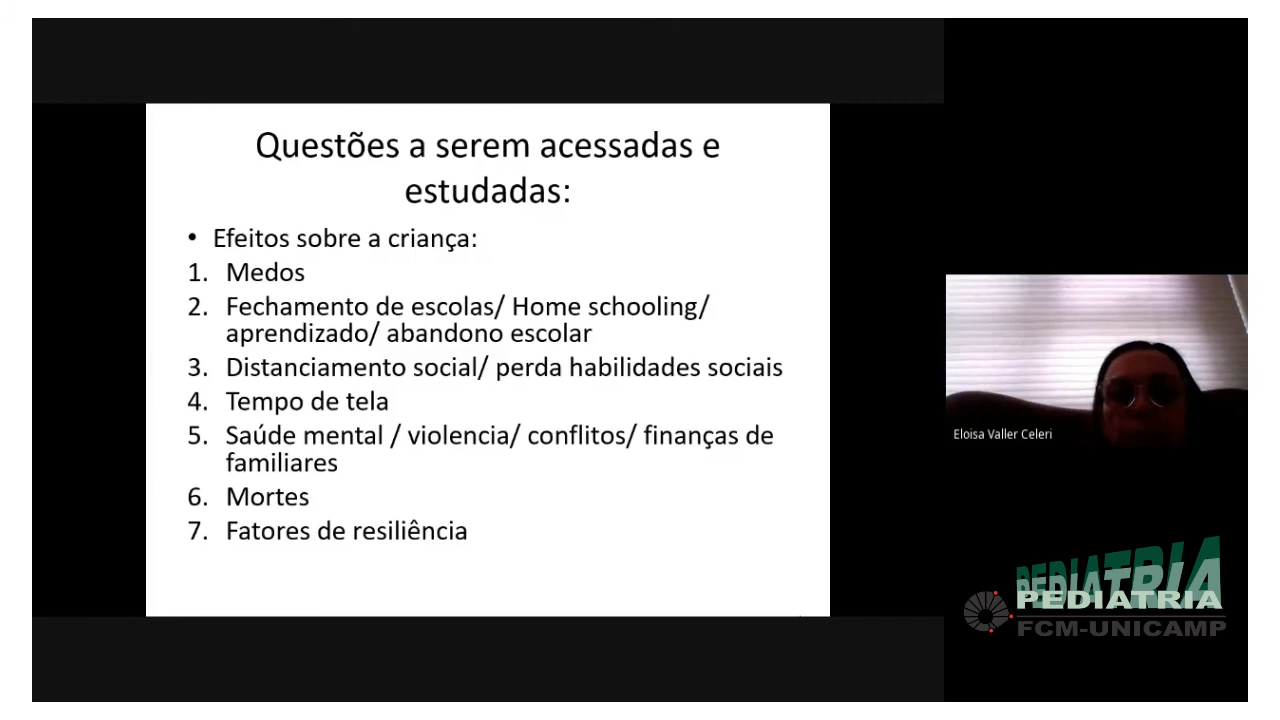 Questões a serem acessadas e
estudadas:
• Efeitos sobre a criança:
1. Medos
2. Fechamento de escolas/ Home schooling/
aprendizado/ abandono escolar
3. Distanciamento social/ perda habilidades sociais
4. Tempo de tela
5. Saúde mental / violencia/ conflitos/ finanças de
familiares
6. Mortes
7. Fatores de resiliência
Eloisa Valler Celeri
PEDIATRIA
PEDIATRIA
FCM-UNICAMP